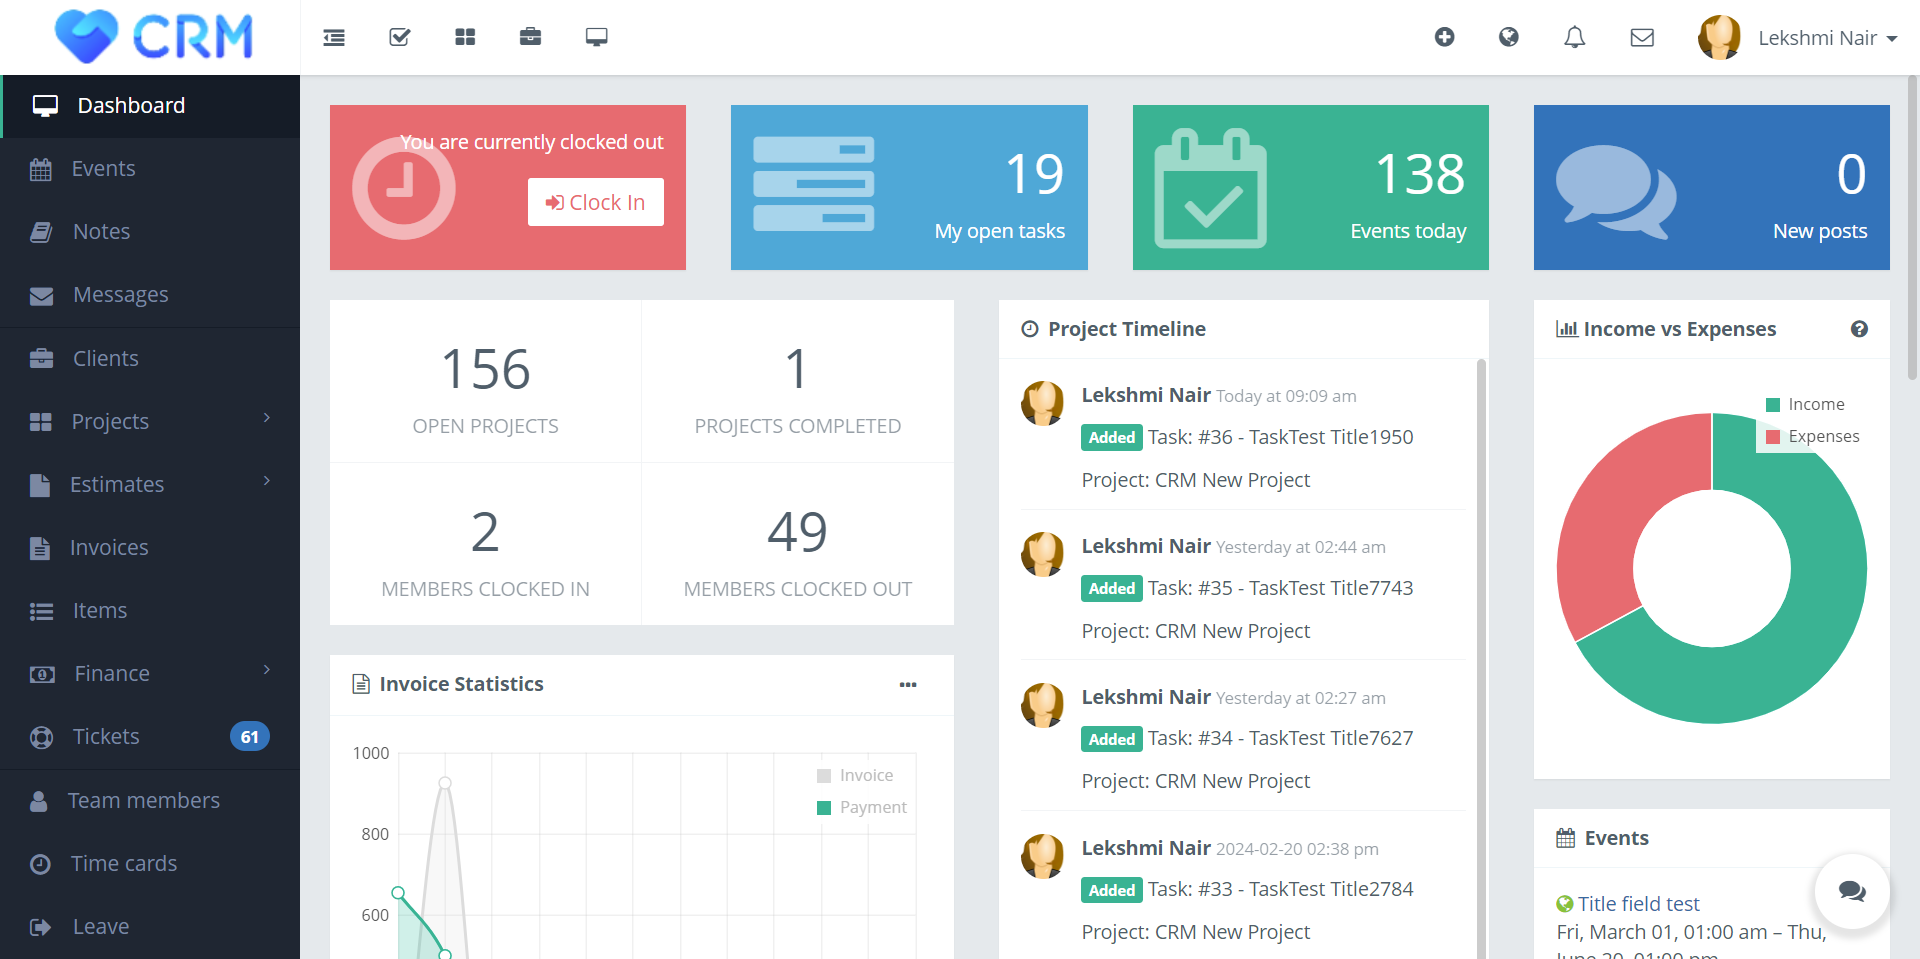 CRM
Lekshmi Nair
Dashboard
Events
Notes
Messages
Clients
Projects
Estimates
Invoices
Items
Finance
Tickets 61
Team members
Time cards
Leave
You are currently clocked out
Clock In
19
My open tasks
138
Events today
0
New posts
156
OPEN PROJECTS
1
PROJECTS COMPLETED
2
MEMBERS CLOCKED IN
49
MEMBERS CLOCKED OUT
Invoice Statistics
1000
800
600
Invoice
Payment
Project Timeline
Lekshmi Nair Today at 09:09 am
Added Task: #36 - TaskTest Title1950
Project: CRM New Project
Lekshmi Nair Yesterday at 02:44 am
Added Task: #35 - TaskTest Title7743
Project: CRM New Project
Lekshmi Nair Yesterday at 02:27 am
Added Task: #34 - TaskTest Title7627
Project: CRM New Project
Lekshmi Nair 2024-02-20 02:38 pm
Added Task: #33 - TaskTest Title2784
Project: CRM New Project
Income vs Expenses
Income
Expenses
Events
Title field test
Fri, March 01, 01:00 am – Thu,
June 20, 01:00 pm